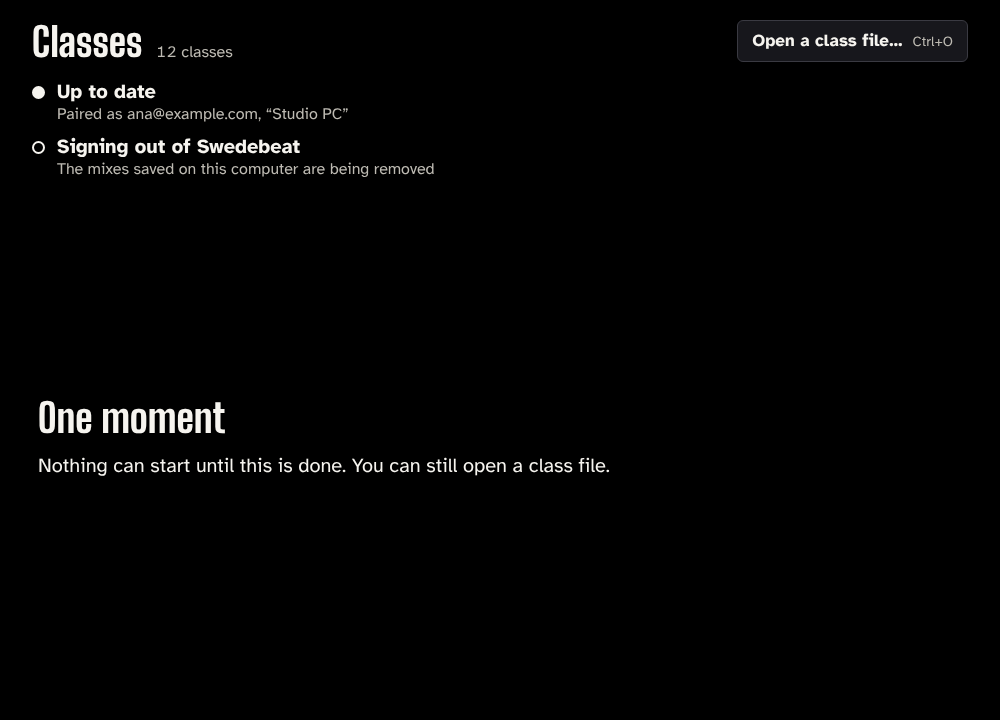 Classes
12 classes
Open a class file… Ctrl+O
Up to date
Paired as ana@example.com, “Studio PC”
Signing out of Swedebeat
The mixes saved on this computer are being removed
One moment
Nothing can start until this is done. You can still open a class file.